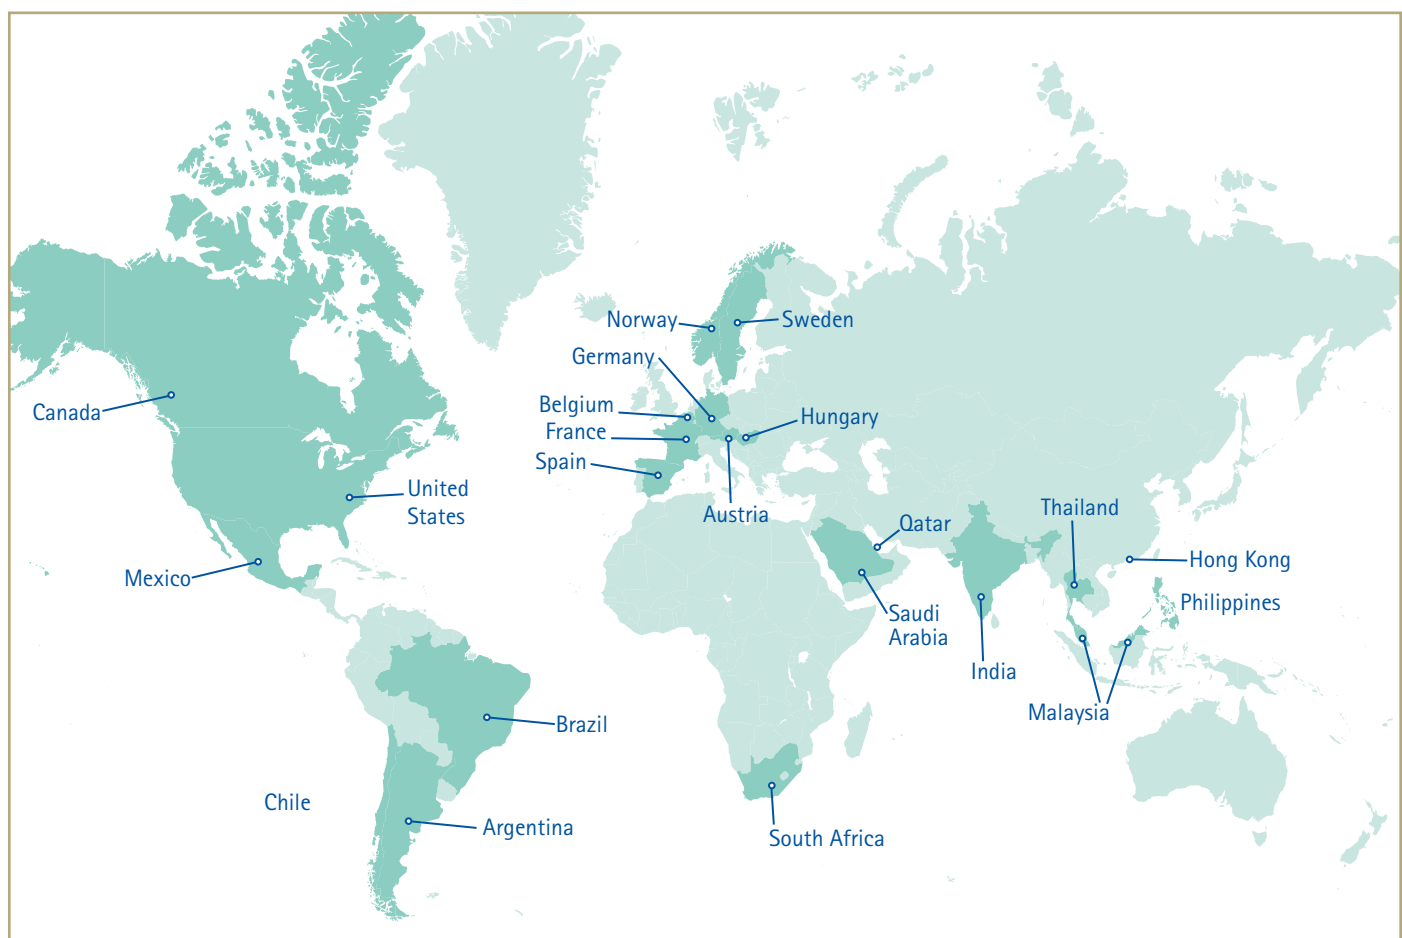 Norway
Sweden
Germany
Canada
Belgium
Hungary
France
Spain
United
States
Austria
Qatar
Thailand
Mexico
Hong Kong
Philippines
Saudi
Arabia
India
Malaysia
Brazil
Chile
Argentina
South Africa